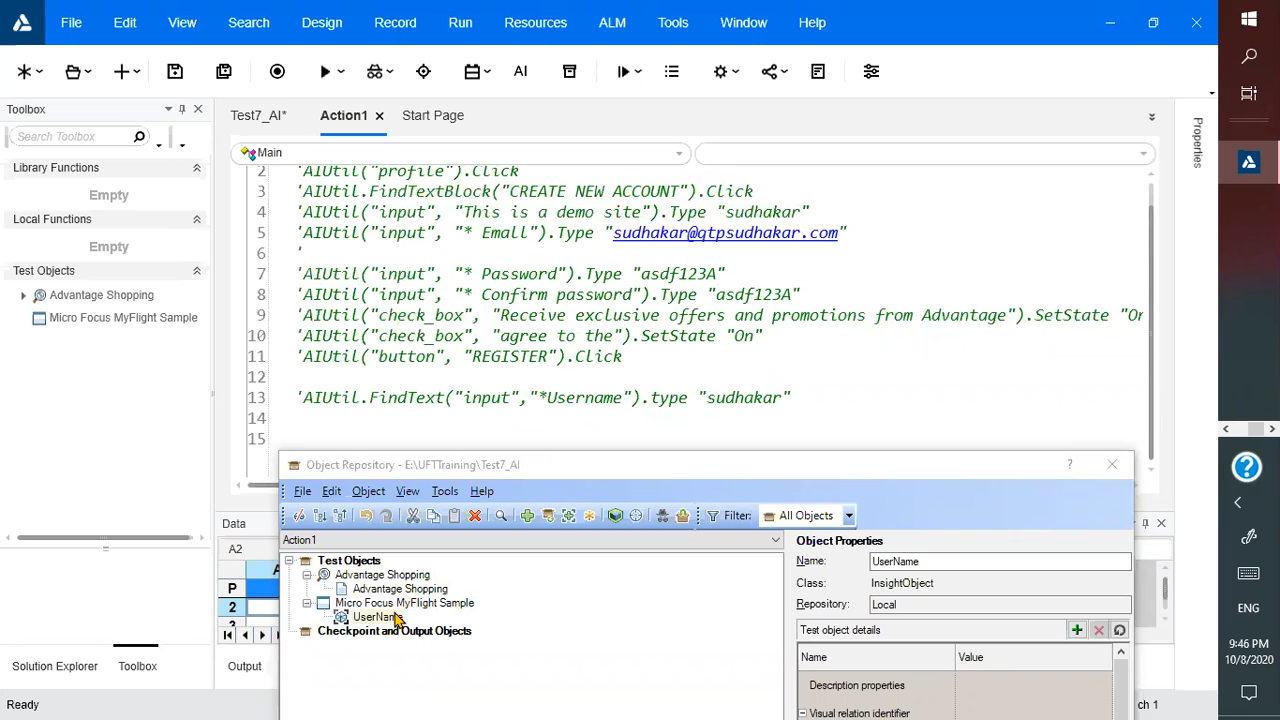 File Edit View Search Design Record Run Resources ALM Tools Window Help
AI
Toolbox
Test7_AI*
Action1
Start Page
Search Toolbox
Main
Properties
Library Functions
Empty
Local Functions
Empty
Test Objects
Advantage Shopping
Micro Focus MyFlight Sample
2 'AIUtil("profile").Click
3 'AIUtil.FindTextBlock("CREATE NEW ACCOUNT").Click
4 'AIUtil("input", "This is a demo site").Type "sudhakar"
5 'AIUtil("input", "* Emall").Type "sudhakar@qtpsudhakar.com"
6 '
7 'AIUtil("input", "* Password").Type "asdf123A"
8 'AIUtil("input", "* Confirm password").Type "asdf123A"
9 'AIUtil("check_box", "Receive exclusive offers and promotions from Advantage").SetState "On
10 'AIUtil("check_box", "agree to the").SetState "On"
11 'AIUtil("button", "REGISTER").Click
12
13 'AIUtil.FindText("input","*Username").type "sudhakar"
14
15
Object Repository - E:\UFTTraining\Test7_AI
?
File Edit View Object Tools Help
Filter: All Objects
Action1
Test Objects
Advantage Shopping
Advantage Shopping
Micro Focus MyFlight Sample
UserName
Checkpoint and Output Objects
Object Properties
Name: UserName
Class: InsightObject
Repository: Local
Test object details
Name Value
Description properties
Visual relation identifier
Data
A2
A
P
2
3
Solution Explorer
Toolbox
Output
Ready
ch 1
ENG
9:46 PM
10/8/2020